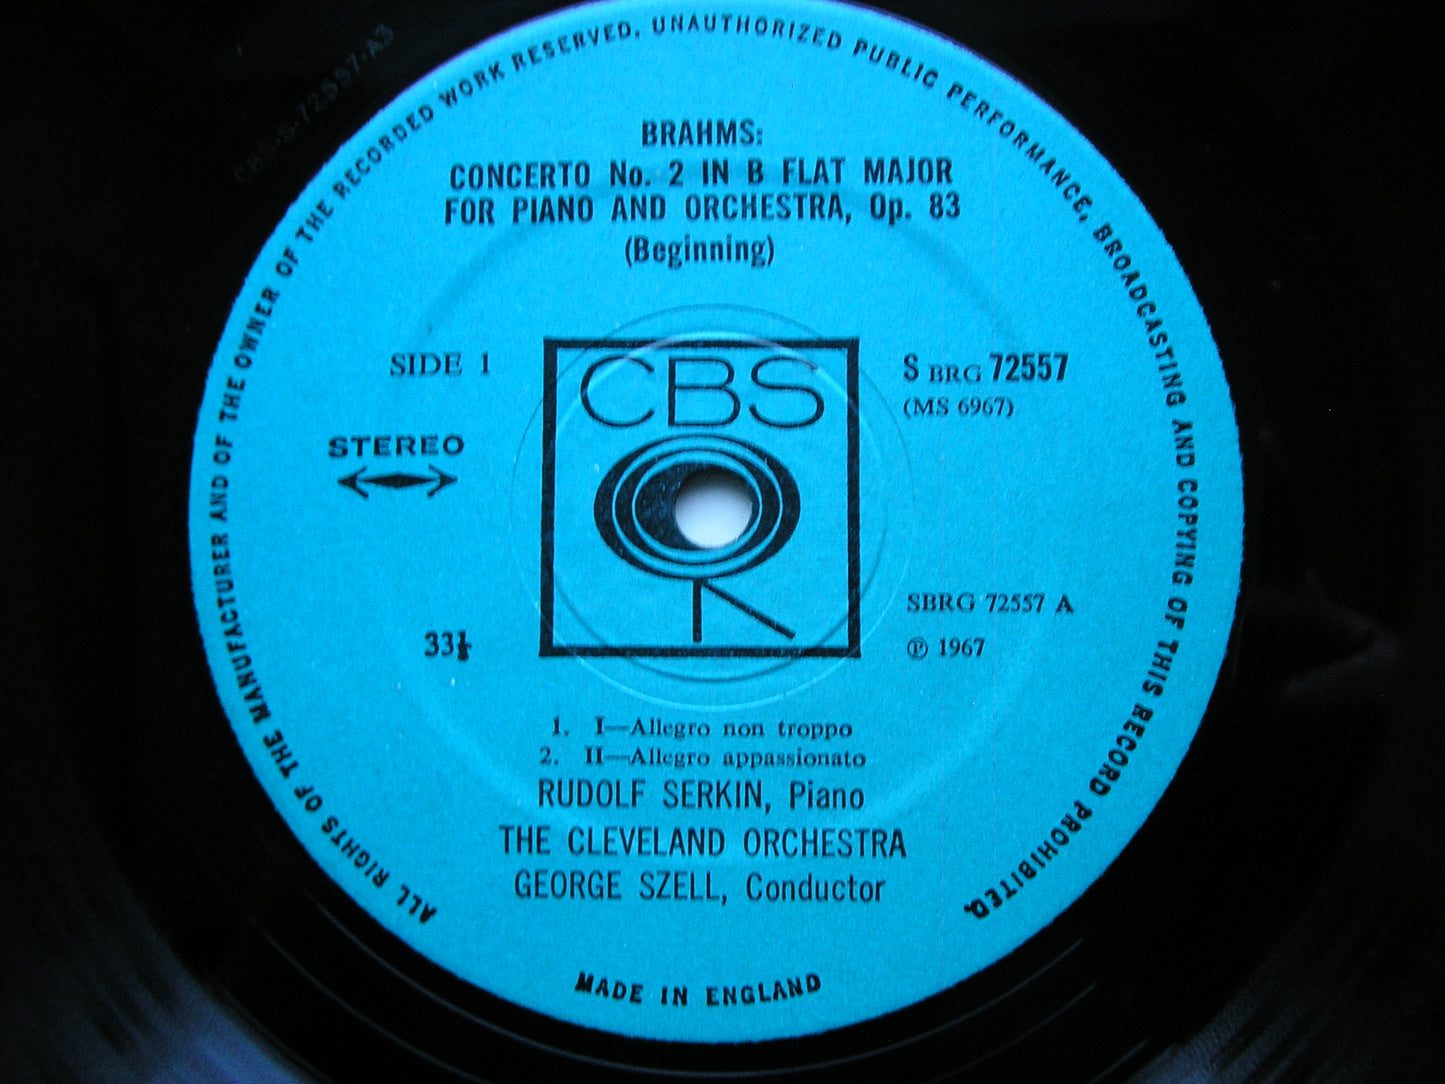 ALL RIGHTS OF THE MANUFACTURER AND OF THE OWNER OF THE RECORDED WORK RESERVED. UNAUTHORIZED PUBLIC PERFORMANCE, BROADCASTING AND COPYING OF THIS RECORD PROHIBITED.
BRAHMS:
CONCERTO No. 2 IN B FLAT MAJOR
FOR PIANO AND ORCHESTRA, Op. 83
(Beginning)
SIDE 1
STEREO
33⅓
CBS
S BRG 72557
(MS 6967)
SBRG 72557 A
℗ 1967
1. I—Allegro non troppo
2. II—Allegro appassionato
RUDOLF SERKIN, Piano
THE CLEVELAND ORCHESTRA
GEORGE SZELL, Conductor
MADE IN ENGLAND